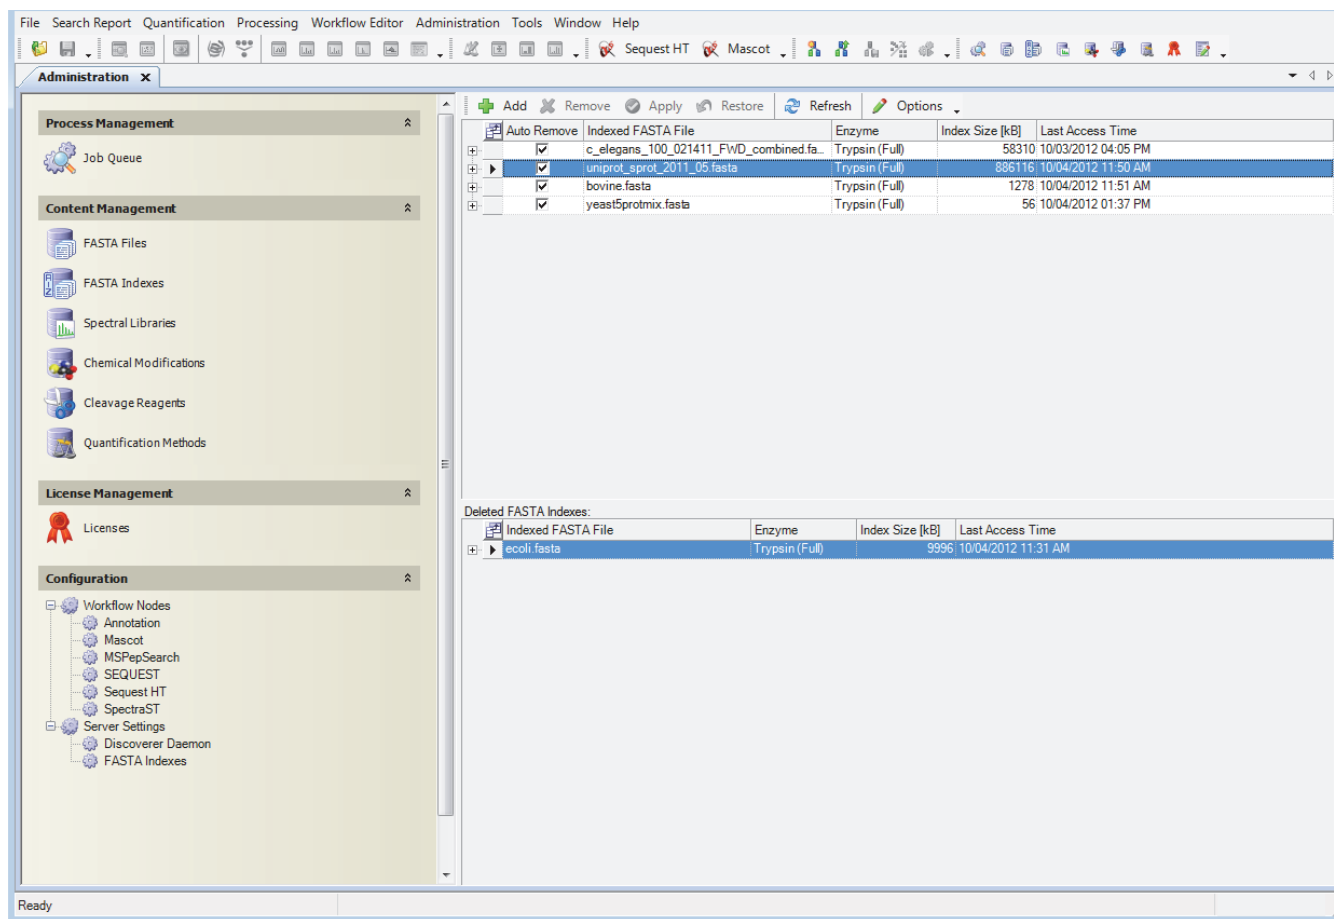 File Search Report Quantification Processing Workflow Editor Administration Tools Window Help
Sequest HT Mascot
Administration x
Process Management
Job Queue
Content Management
FASTA Files
FASTA Indexes
Spectral Libraries
Chemical Modifications
Cleavage Reagents
Quantification Methods
License Management
Licenses
Configuration
Workflow Nodes
Annotation
Mascot
MSPepSearch
SEQUEST
Sequest HT
SpectraST
Server Settings
Discoverer Daemon
FASTA Indexes
Add Remove Apply Restore Refresh Options
Auto Remove Indexed FASTA File Enzyme Index Size [kB] Last Access Time
c_elegans_100_021411_FWD_combined.fa... Trypsin (Full) 58310 10/03/2012 04:05 PM
uniprot_sprot_2011_05.fasta Trypsin (Full) 886116 10/04/2012 11:50 AM
bovine.fasta Trypsin (Full) 1278 10/04/2012 11:51 AM
yeast5protmix.fasta Trypsin (Full) 56 10/04/2012 01:37 PM
Deleted FASTA Indexes:
Indexed FASTA File Enzyme Index Size [kB] Last Access Time
ecoli.fasta Trypsin (Full) 9996 10/04/2012 11:31 AM
Ready